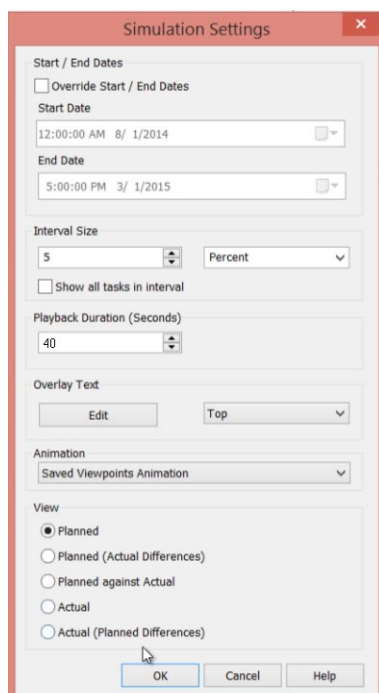 Simulation Settings
Start / End Dates
Override Start / End Dates
Start Date
12:00:00 AM 8/ 1/2014
End Date
5:00:00 PM 3/ 1/2015
Interval Size
5 Percent
Show all tasks in interval
Playback Duration (Seconds)
40
Overlay Text
Edit Top
Animation
Saved Viewpoints Animation
View
Planned
Planned (Actual Differences)
Planned against Actual
Actual
Actual (Planned Differences)
OK Cancel Help